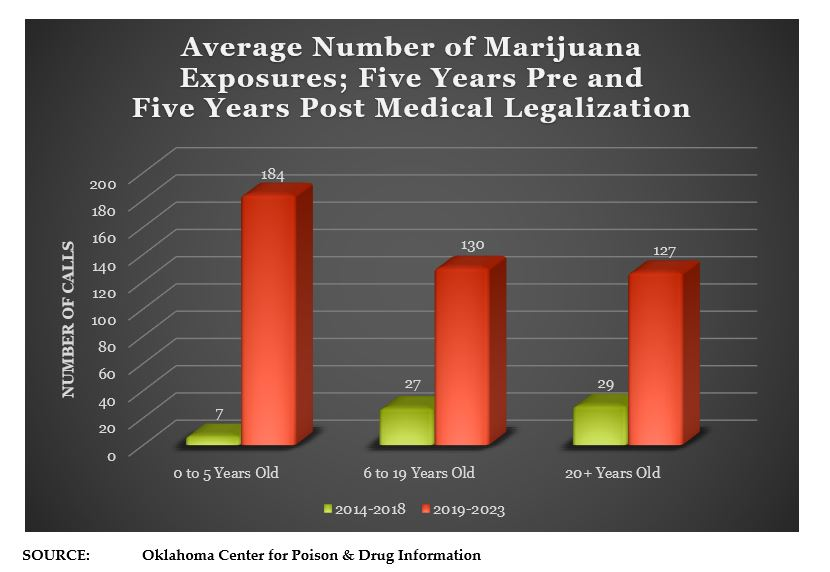 Average Number of Marijuana
Exposures; Five Years Pre and
Five Years Post Medical Legalization
NUMBER OF CALLS
200
180
160
140
120
100
80
60
40
20
0
184
7
130
27
127
29
0 to 5 Years Old
6 to 19 Years Old
20+ Years Old
2014-2018
2019-2023
SOURCE: Oklahoma Center for Poison & Drug Information